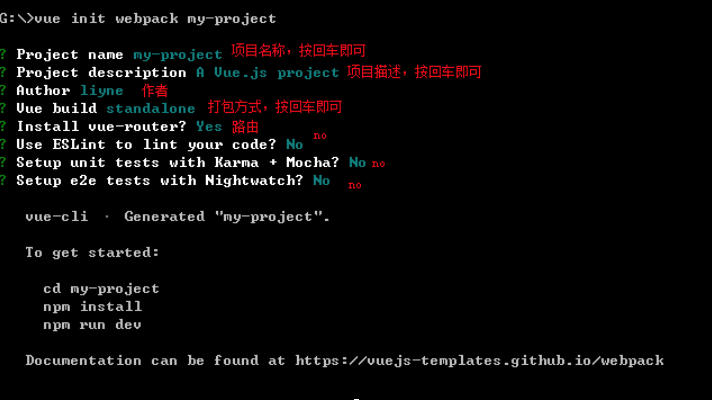 G:\>vue init webpack my-project
? Project name my-project 项目名称，按回车即可
? Project description A Vue.js project 项目描述，按回车即可
? Author liyne 作者
? Vue build standalone 打包方式，按回车即可
? Install vue-router? Yes 路由
? Use ESLint to lint your code? No no
? Setup unit tests with Karma + Mocha? No no
? Setup e2e tests with Nightwatch? No no
vue-cli · Generated "my-project".
To get started:
cd my-project
npm install
npm run dev
Documentation can be found at https://vuejs-templates.github.io/webpack